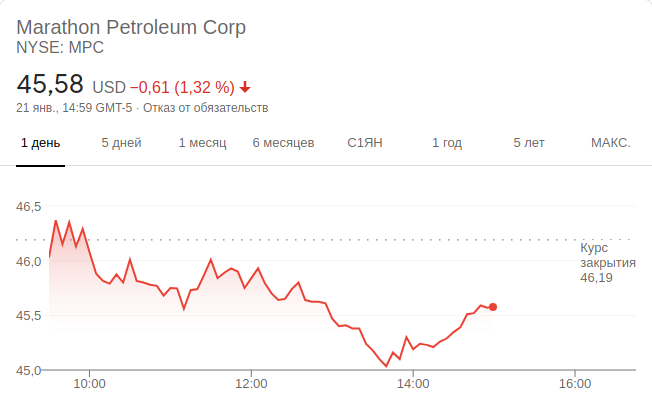 Marathon Petroleum Corp
NYSE: MPC
45,58 USD −0,61 (1,32 %)
21 янв., 14:59 GMT-5 · Отказ от обязательств
1 день 5 дней 1 месяц 6 месяцев С1ЯН 1 год 5 лет МАКС.
46,5
46,0
45,5
45,0
Курс
закрытия
46,19
10:00 12:00 14:00 16:00